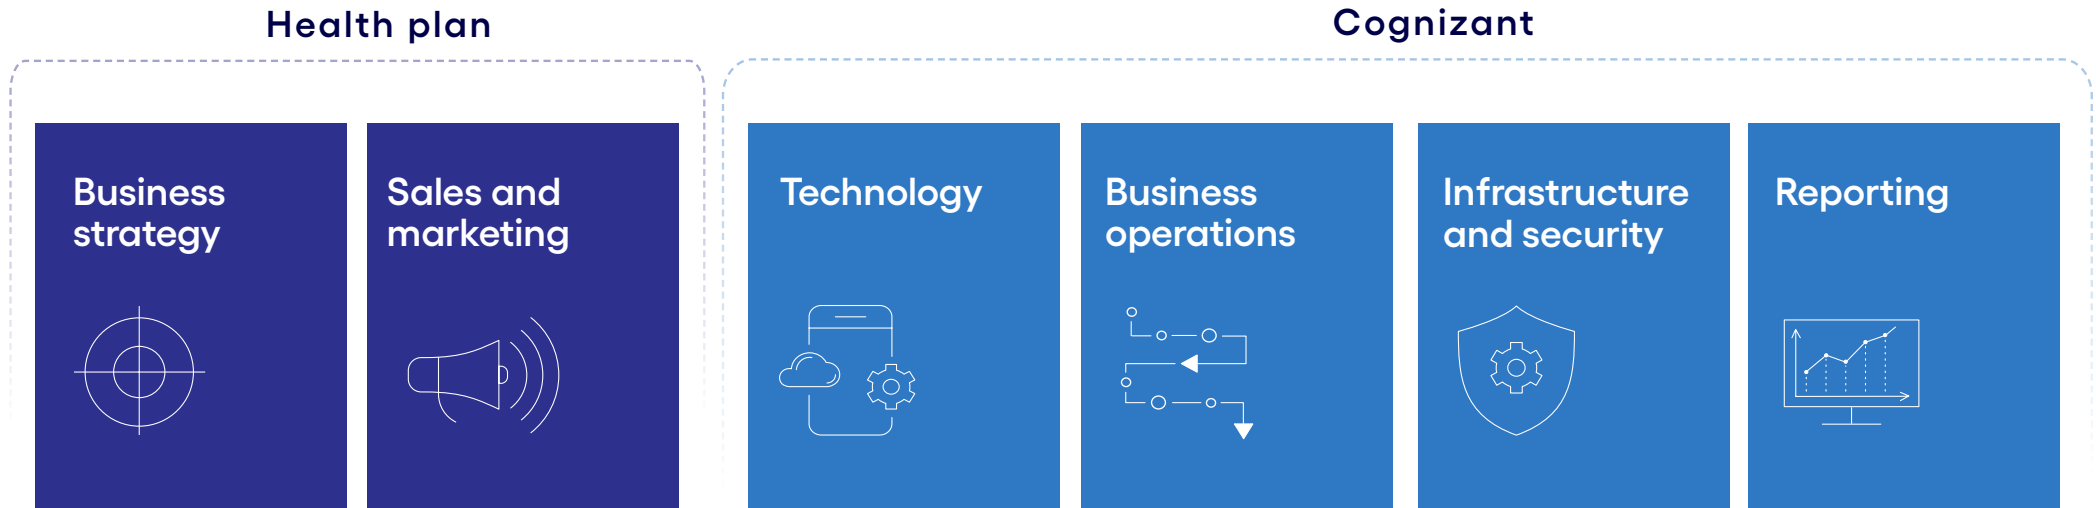 Health plan
Cognizant
Business
strategy
Sales and
marketing
Technology
Business
operations
Infrastructure
and security
Reporting